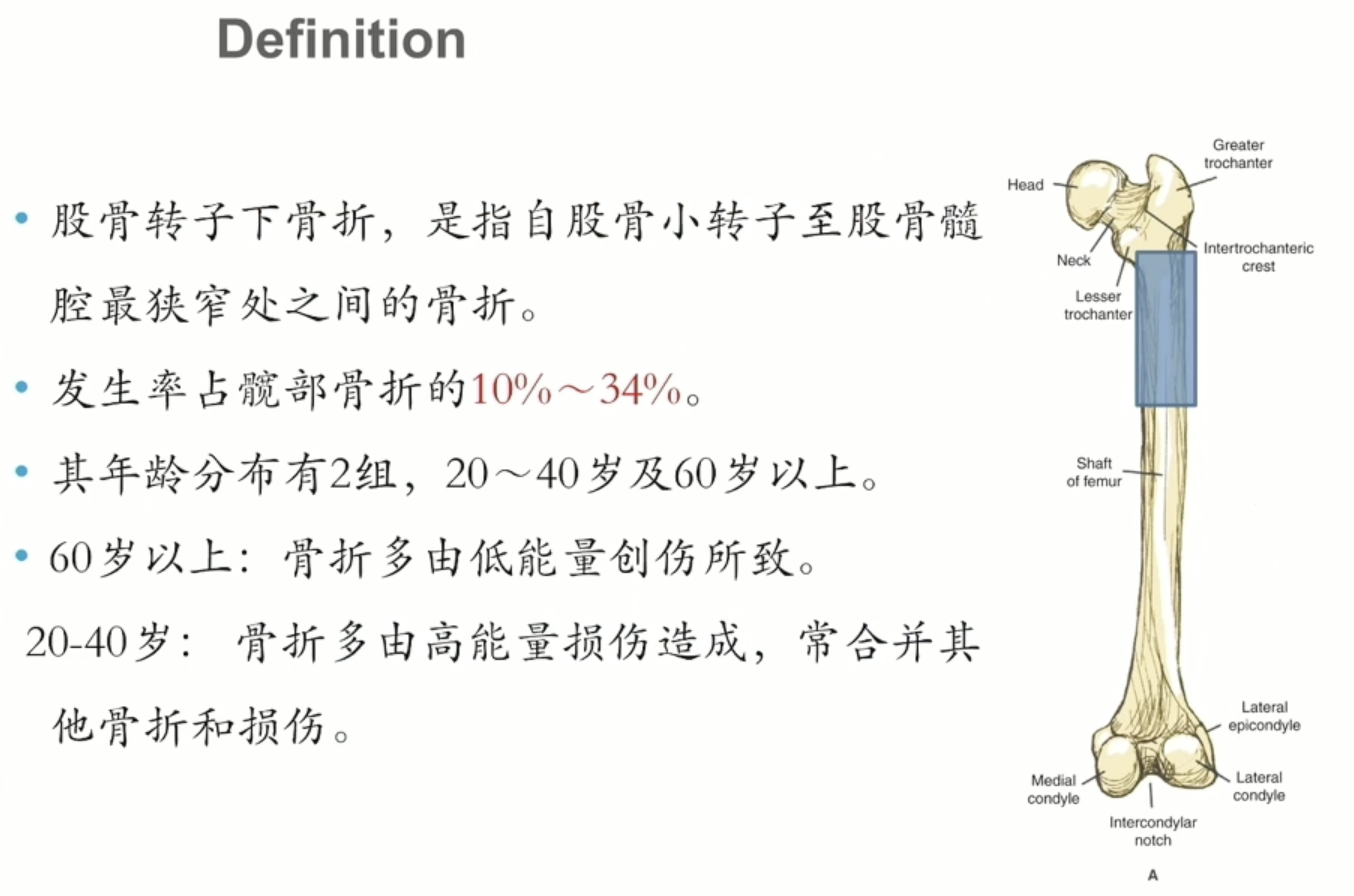 Definition
• 股骨转子下骨折，是指自股骨小转子至股骨髓
腔最狭窄处之间的骨折。
• 发生率占髋部骨折的10%～34%。
• 其年龄分布有2组，20～40岁及60岁以上。
• 60岁以上：骨折多由低能量创伤所致。
20-40岁： 骨折多由高能量损伤造成，常合并其
他骨折和损伤。
Greater
trochanter
Head
Intertrochanteric
crest
Neck
Lesser
trochanter
Shaft
of femur
Lateral
epicondyle
Medial
condyle
Lateral
condyle
Intercondylar
notch
A